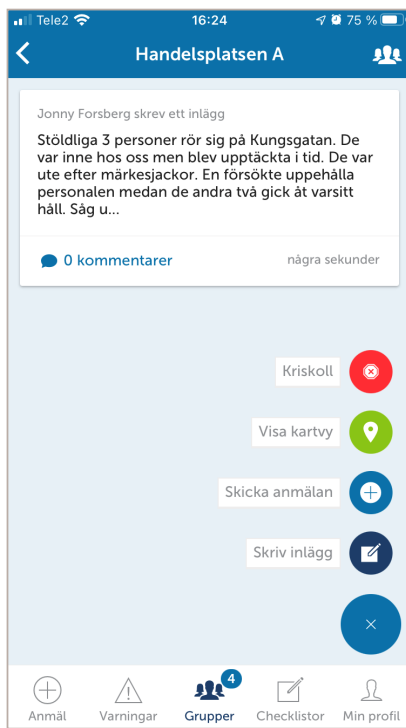 Tele2 16:24 75 %
Handelsplatsen A
Jonny Forsberg skrev ett inlägg
Stöldliga 3 personer rör sig på Kungsgatan. De
var inne hos oss men blev upptäckta i tid. De var
ute efter märkesjackor. En försökte uppehålla
personalen medan de andra två gick åt varsitt
håll. Såg u...
0 kommentarer några sekunder
Kriskoll
Visa kartvy
Skicka anmälan
Skriv inlägg
4
Anmäl Varningar Grupper Checklistor Min profil